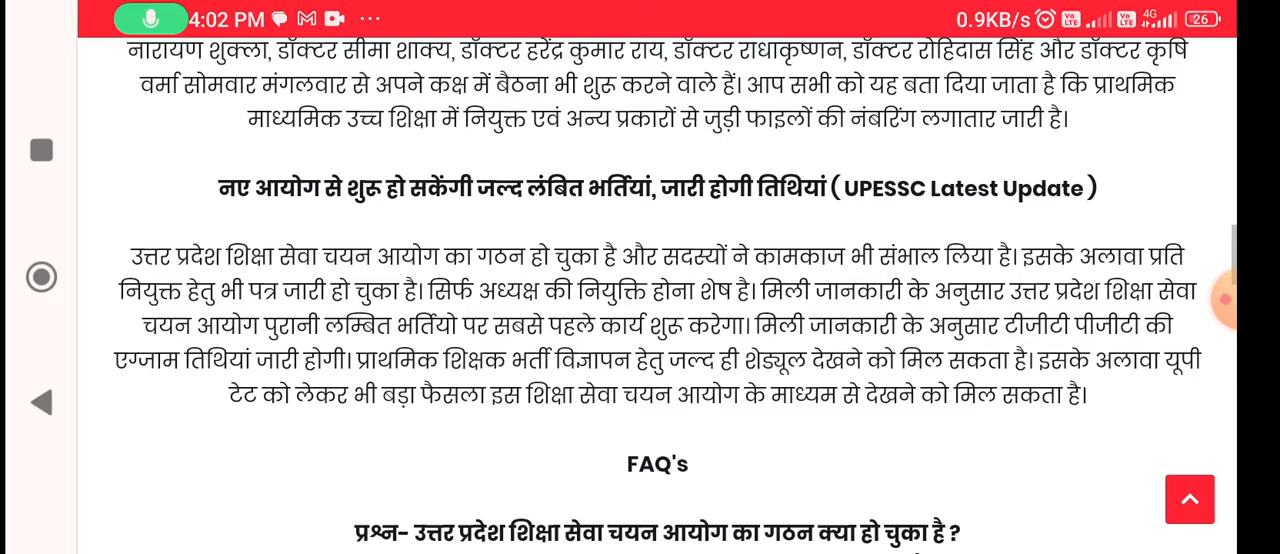 4:02 PM ... 0.9KB/s Vo LTE Vo LTE 4G 26
नारायण शुक्ला, डॉक्टर सीमा शाक्य, डॉक्टर हरेंद्र कुमार राय, डॉक्टर राधाकृष्णन, डॉक्टर रोहिदास सिंह और डॉक्टर कृषि
वर्मा सोमवार मंगलवार से अपने कक्ष में बैठना भी शुरू करने वाले हैं। आप सभी को यह बता दिया जाता है कि प्राथमिक
माध्यमिक उच्च शिक्षा में नियुक्त एवं अन्य प्रकारों से जुड़ी फाइलों की नंबरिंग लगातार जारी है।
नए आयोग से शुरू हो सकेंगी जल्द लंबित भर्तियां, जारी होगी तिथियां ( UPESSC Latest Update )
उत्तर प्रदेश शिक्षा सेवा चयन आयोग का गठन हो चुका है और सदस्यों ने कामकाज भी संभाल लिया है। इसके अलावा प्रति
नियुक्त हेतु भी पत्र जारी हो चुका है। सिर्फ अध्यक्ष की नियुक्ति होना शेष है। मिली जानकारी के अनुसार उत्तर प्रदेश शिक्षा सेवा
चयन आयोग पुरानी लम्बित भर्तियो पर सबसे पहले कार्य शुरू करेगा। मिली जानकारी के अनुसार टीजीटी पीजीटी की
एग्जाम तिथियां जारी होगी। प्राथमिक शिक्षक भर्ती विज्ञापन हेतु जल्द ही शेड्यूल देखने को मिल सकता है। इसके अलावा यूपी
टेट को लेकर भी बड़ा फैसला इस शिक्षा सेवा चयन आयोग के माध्यम से देखने को मिल सकता है।
FAQ's
प्रश्न- उत्तर प्रदेश शिक्षा सेवा चयन आयोग का गठन क्या हो चुका है ?